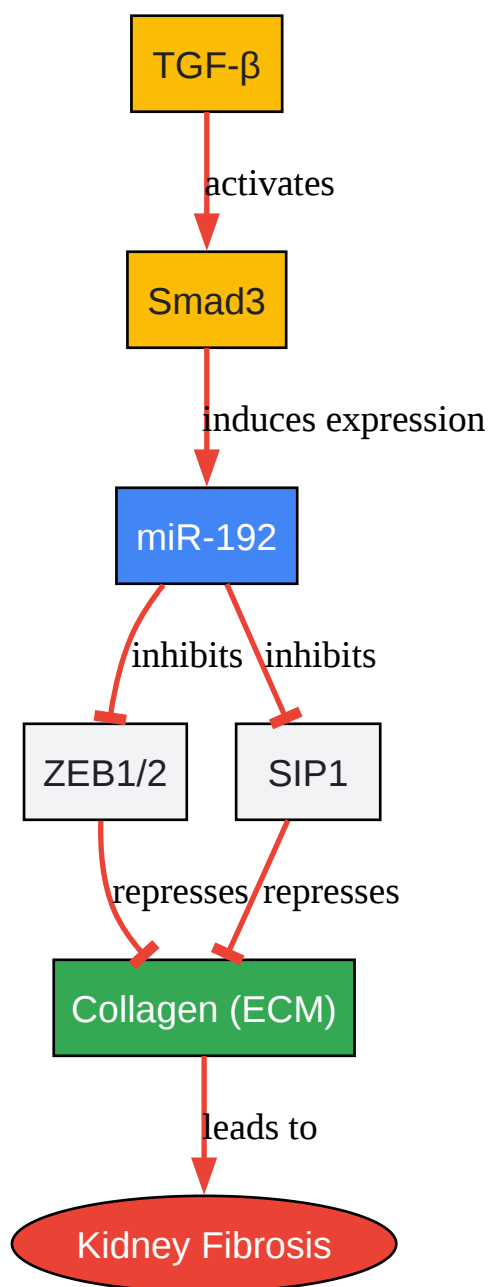 TGF-β
activates
Smad3
induces expression
miR-192
inhibits inhibits
ZEB1/2 SIP1
represses represses
Collagen (ECM)
leads to
Kidney Fibrosis